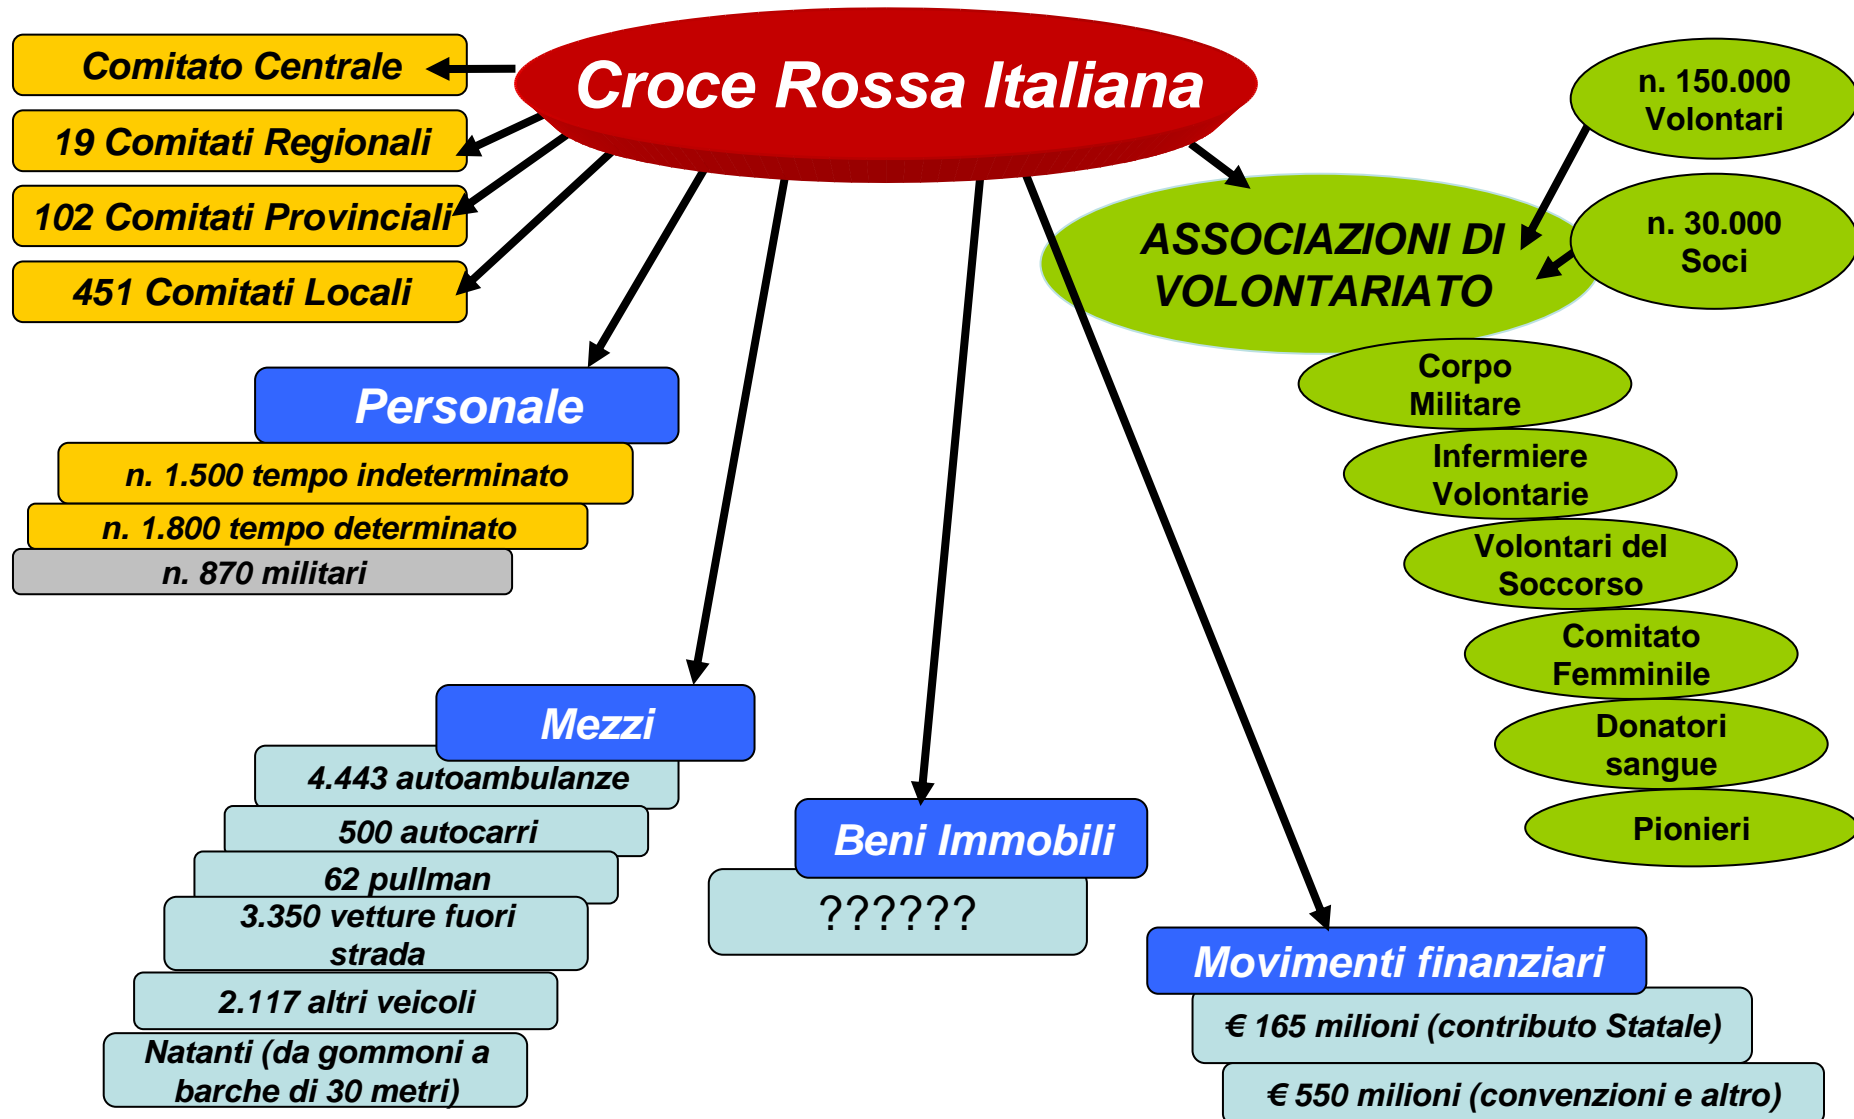 Croce Rossa Italiana
Comitato Centrale
19 Comitati Regionali
102 Comitati Provinciali
451 Comitati Locali
n. 150.000
Volontari
n. 30.000
Soci
ASSOCIAZIONI DI
VOLONTARIATO
Corpo
Militare
Infermiere
Volontarie
Volontari del
Soccorso
Comitato
Femminile
Donatori
sangue
Pionieri
Personale
n. 1.500 tempo indeterminato
n. 1.800 tempo determinato
n. 870 militari
Mezzi
4.443 autoambulanze
500 autocarri
62 pullman
3.350 vetture fuori
strada
2.117 altri veicoli
Natanti (da gommoni a
barche di 30 metri)
Beni Immobili
??????
Movimenti finanziari
€ 165 milioni (contributo Statale)
€ 550 milioni (convenzioni e altro)